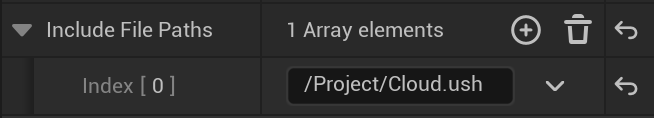 Include File Paths 1 Array elements
Index [ 0 ] /Project/Cloud.ush